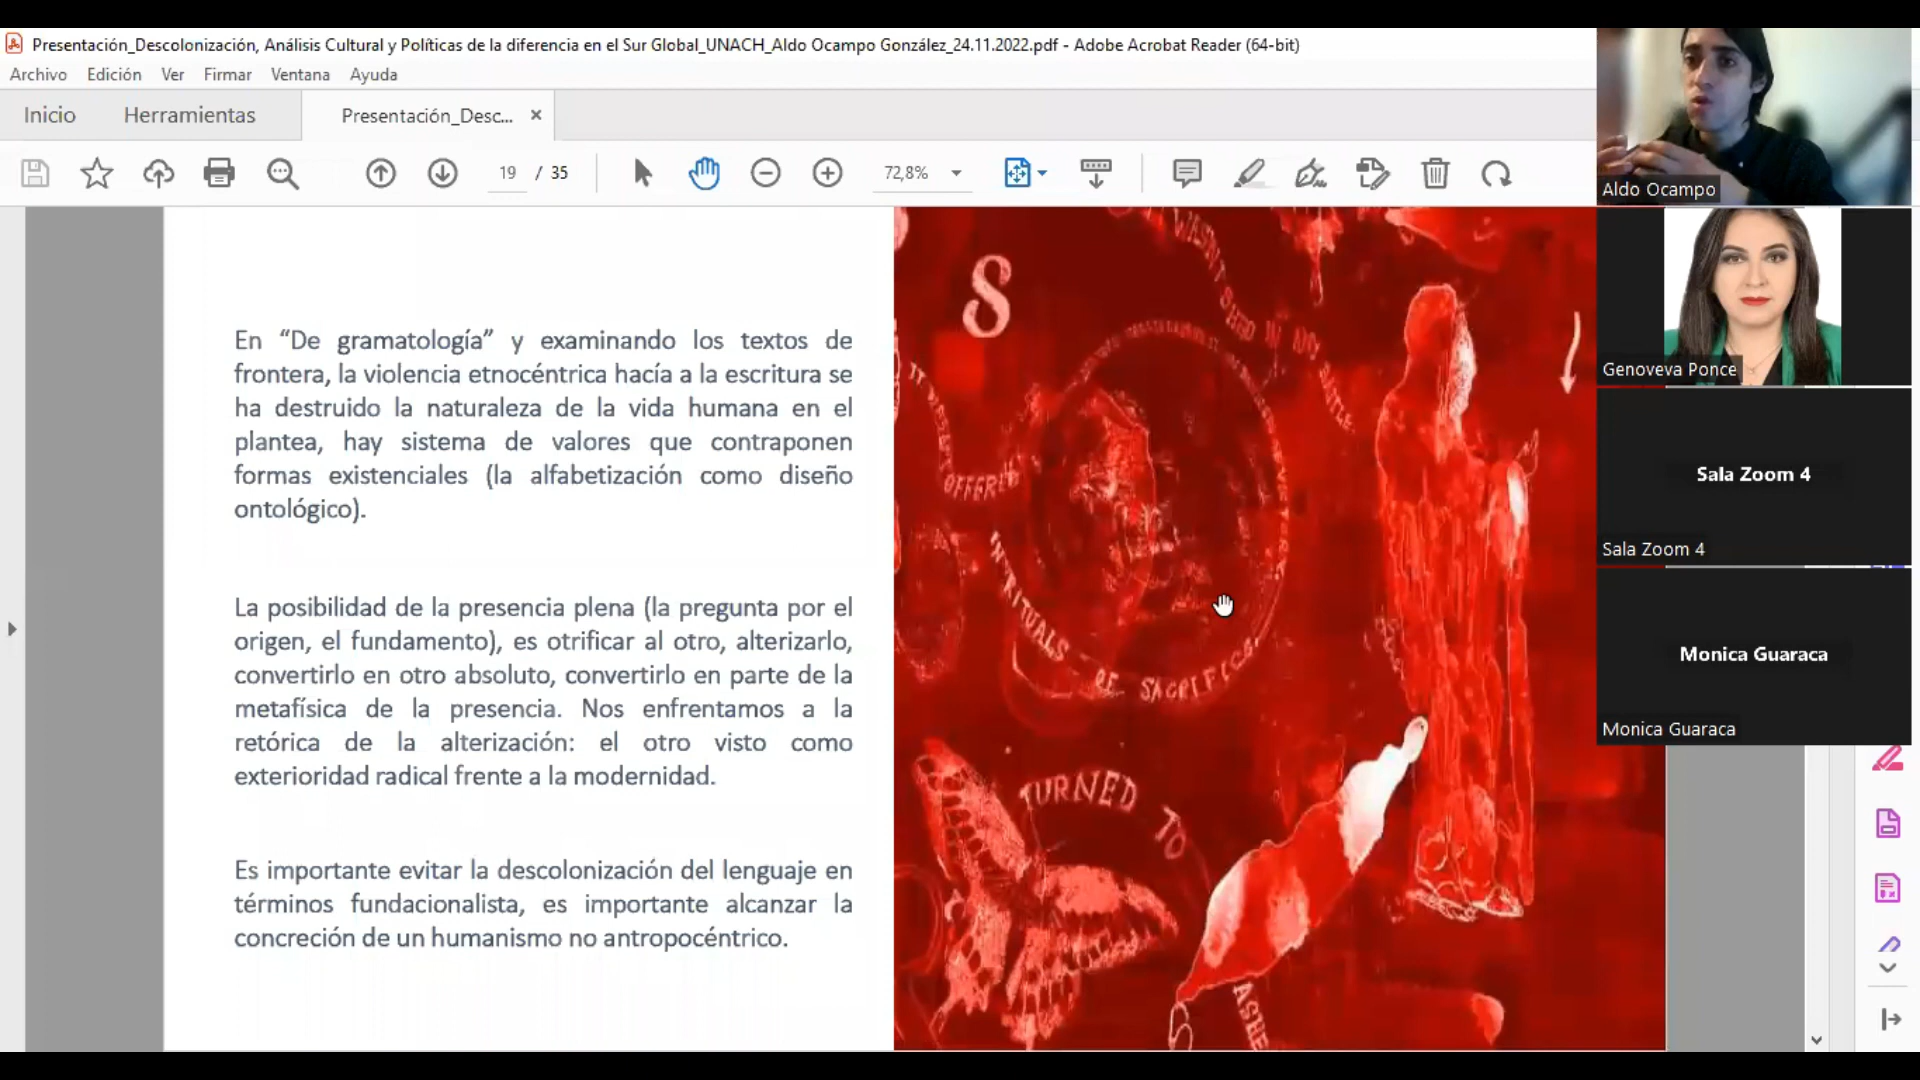 Presentación_Descolonización, Análisis Cultural y Políticas de la diferencia en el Sur Global_UNACH_Aldo Ocampo González_24.11.2022.pdf - Adobe Acrobat Reader (64-bit)
Archivo Edición Ver Firmar Ventana Ayuda
Inicio Herramientas Presentación_Desc... ×
19 / 35 72,8%
En “De gramatología” y examinando los textos de
frontera, la violencia etnocéntrica hacía a la escritura se
ha destruido la naturaleza de la vida humana en el
plantea, hay sistema de valores que contraponen
formas existenciales (la alfabetización como diseño
ontológico).
La posibilidad de la presencia plena (la pregunta por el
origen, el fundamento), es otrificar al otro, alterizarlo,
convertirlo en otro absoluto, convertirlo en parte de la
metafísica de la presencia. Nos enfrentamos a la
retórica de la alterización: el otro visto como
exterioridad radical frente a la modernidad.
Es importante evitar la descolonización del lenguaje en
términos fundacionalista, es importante alcanzar la
concreción de un humanismo no antropocéntrico.
S
WASN'T SHED IN
OFFERING
IN RITUALS OF SACRIFICE.
TURNED TO
Aldo Ocampo
Genoveva Ponce
Sala Zoom 4
Sala Zoom 4
Monica Guaraca
Monica Guaraca